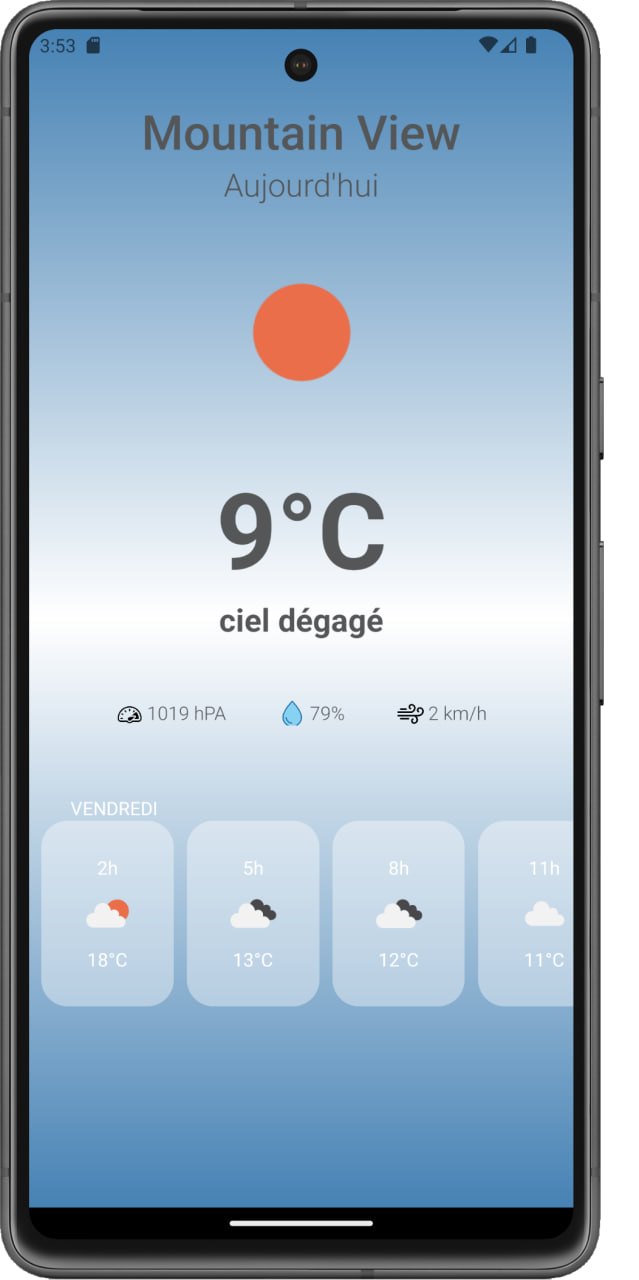 3:53
Mountain View
Aujourd'hui
9°C
ciel dégagé
1019 hPA 79% 2 km/h
VENDREDI
2h 5h 8h 11h
18°C 13°C 12°C 11°C